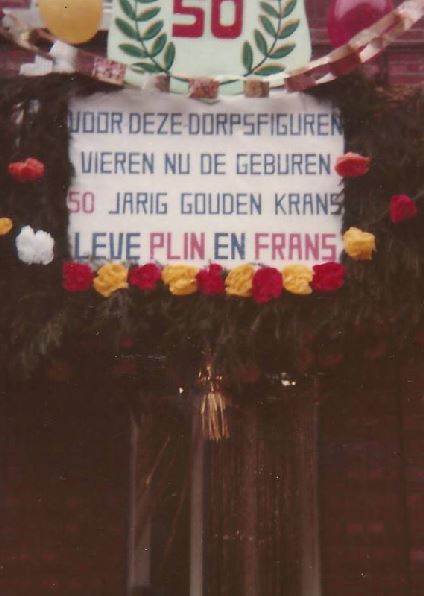 50
VOOR DEZE-DORPSFIGUREN
VIEREN NU DE GEBUREN
50 JARIG GOUDEN KRANS
LEVE PLIN EN FRANS